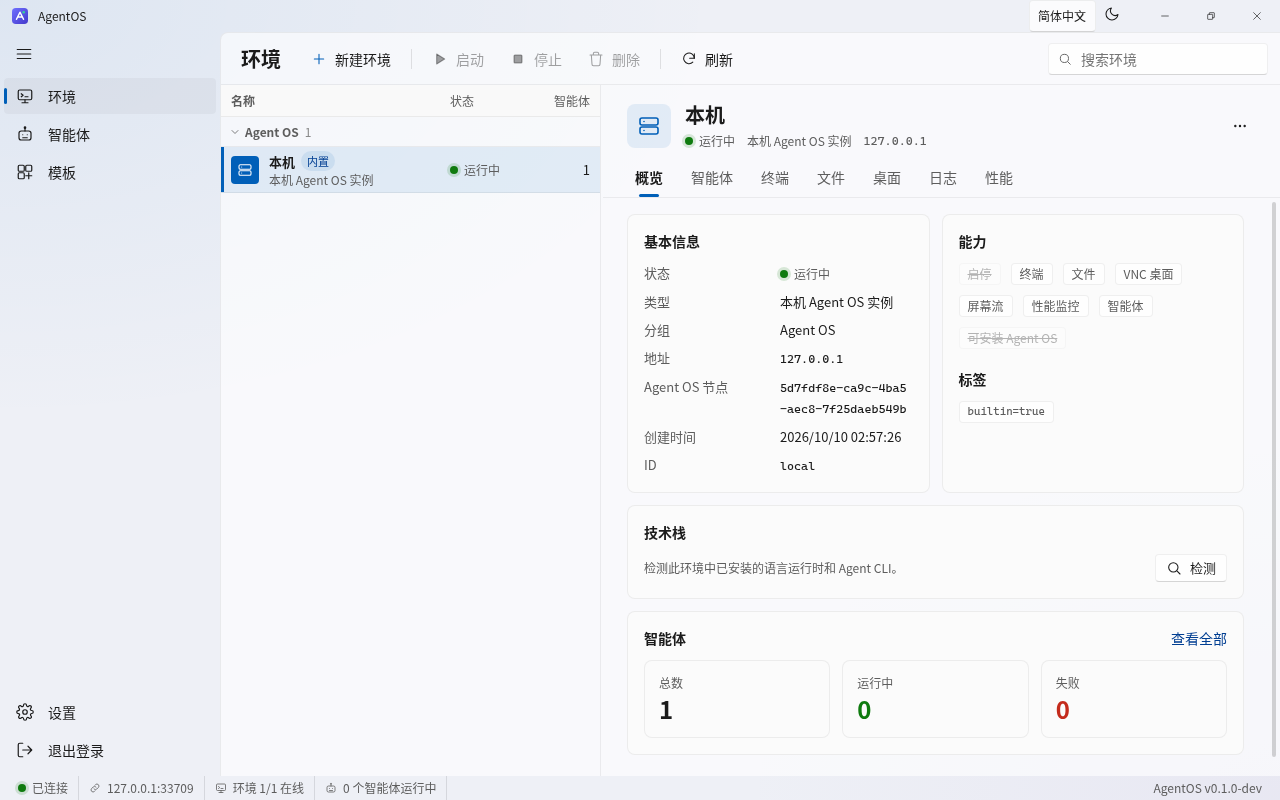 AgentOS
简体中文
环境
智能体
模板
设置
退出登录
环境
新建环境
启动
停止
删除
刷新
搜索环境
名称 状态 智能体
Agent OS 1
本机 内置
本机 Agent OS 实例
运行中
1
本机
运行中 本机 Agent OS 实例 127.0.0.1
概览 智能体 终端 文件 桌面 日志 性能
基本信息
状态 运行中
类型 本机 Agent OS 实例
分组 Agent OS
地址 127.0.0.1
Agent OS 节点 5d7fdf8e-ca9c-4ba5
-aec8-7f25daeb549b
创建时间 2026/10/10 02:57:26
ID local
能力
启停 终端 文件 VNC 桌面
屏幕流 性能监控 智能体
可安装 Agent OS
标签
builtin=true
技术栈
检测此环境中已安装的语言运行时和 Agent CLI。
检测
智能体 查看全部
总数 运行中 失败
1 0 0
已连接 127.0.0.1:33709 环境 1/1 在线 0 个智能体运行中 AgentOS v0.1.0-dev